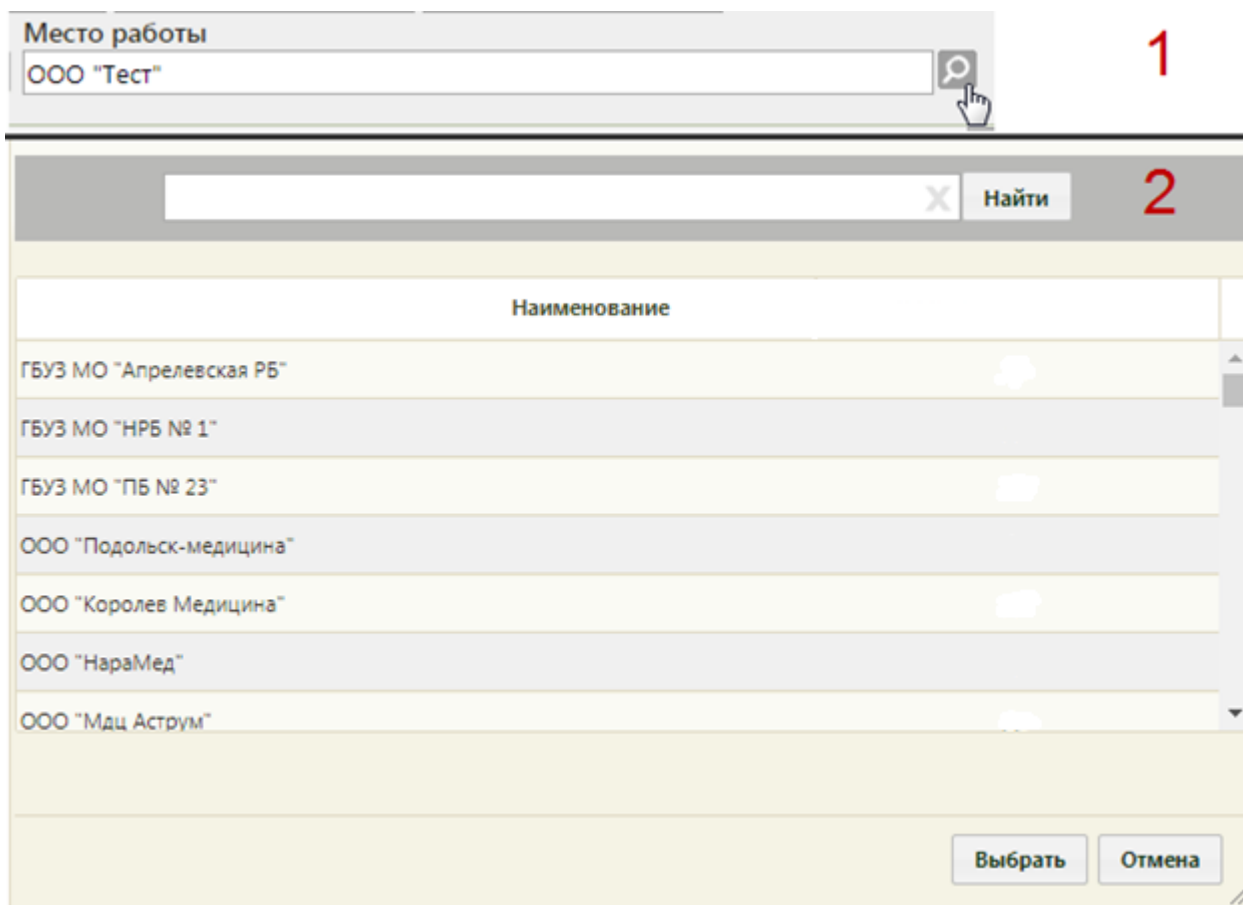 Место работы
ООО "Тест"
1
2
X Найти
Наименование
ГБУЗ МО "Апрелевская РБ"
ГБУЗ МО "НРБ № 1"
ГБУЗ МО "ПБ № 23"
ООО "Подольск-медицина"
ООО "Королев Медицина"
ООО "НараМед"
ООО "Мдц Аструм"
Выбрать Отмена